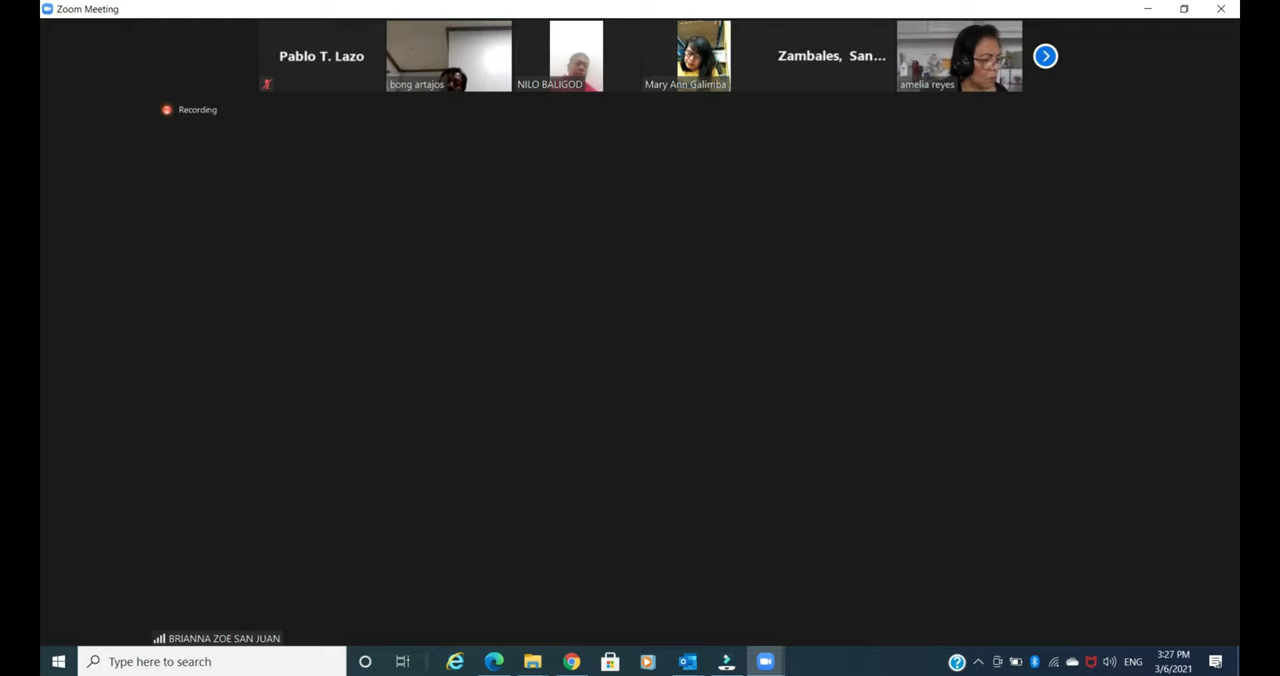 Zoom Meeting
Pablo T. Lazo
bong artajos
NILO BALIGOD
Mary Ann Galimba
Zambales, San...
amelia reyes
Recording
BRIANNA ZOE SAN JUAN
Type here to search
ENG
3:27 PM
3/6/2021